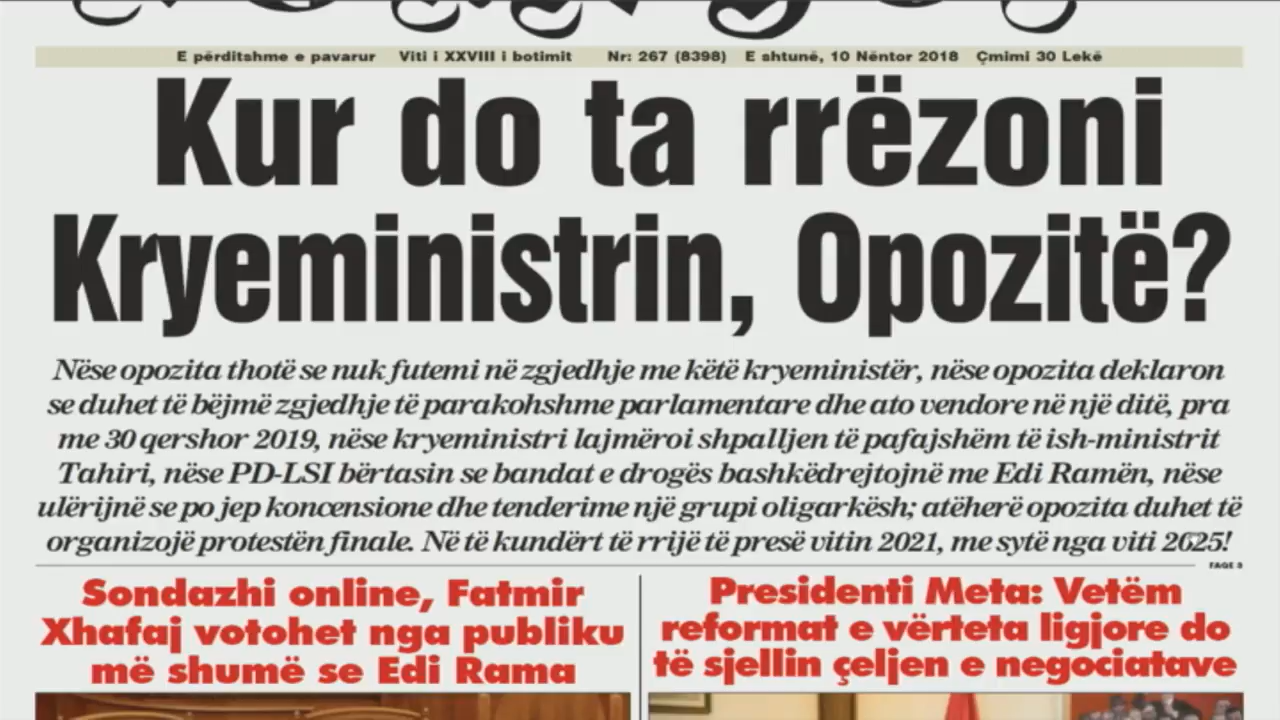 E përditshme e pavarur Viti i XXVIII i botimit Nr: 267 (8398) E shtunë, 10 Nëntor 2018 Çmimi 30 Lekë
Kur do ta rrëzoni
Kryeministrin, Opozitë?
Nëse opozita thotë se nuk futemi në zgjedhje me këtë kryeministër, nëse opozita deklaron
se duhet të bëjmë zgjedhje të parakohshme parlamentare dhe ato vendore në një ditë, pra
me 30 qershor 2019, nëse kryeministri lajmëroi shpalljen të pafajshëm të ish-ministrit
Tahiri, nëse PD-LSI bërtasin se bandat e drogës bashkëdrejtojnë me Edi Ramën, nëse
ulërijnë se po jep koncensione dhe tenderime një grupi oligarkësh; atëherë opozita duhet të
organizojë protestën finale. Në të kundërt të rrijë të presë vitin 2021, me sytë nga viti 2025!
FAQE 3
Sondazhi online, Fatmir
Xhafaj votohet nga publiku
më shumë se Edi Rama
Presidenti Meta: Vetëm
reformat e vërteta ligjore do
të sjellin çeljen e negociatave